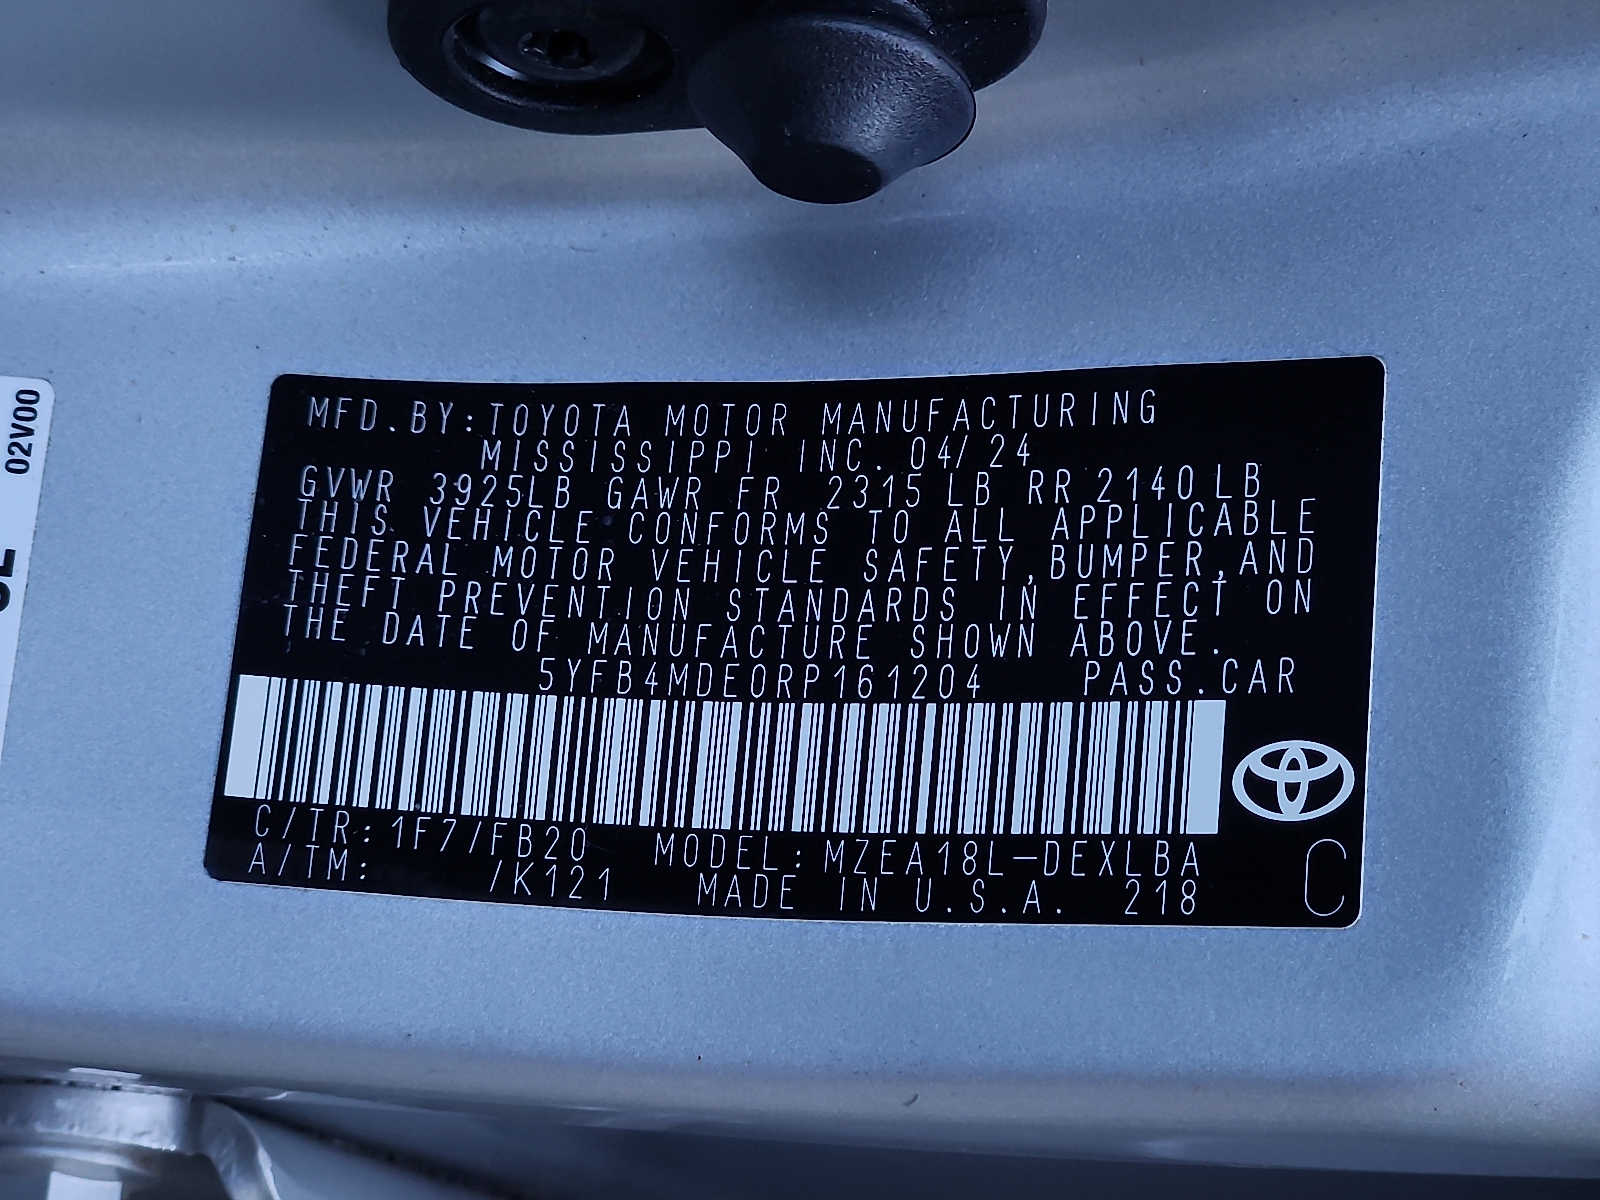 MFD. BY: TOYOTA MOTOR MANUFACTURING
MISSISSIPPI INC. 04/24
GVWR 3925LB GAWR FR 2315 LB RR 2140 LB
THIS VEHICLE CONFORMS TO ALL APPLICABLE
FEDERAL MOTOR VEHICLE SAFETY, BUMPER, AND
THEFT PREVENTION STANDARDS IN EFFECT ON
THE DATE OF MANUFACTURE SHOWN ABOVE.
5YFB4MDE0RP161204 PASS. CAR
C/TR: 1F7/FB20 MODEL: MZEA18L-DEXLBA
A/TM: /K121 MADE IN U.S.A. 218
C
02V00